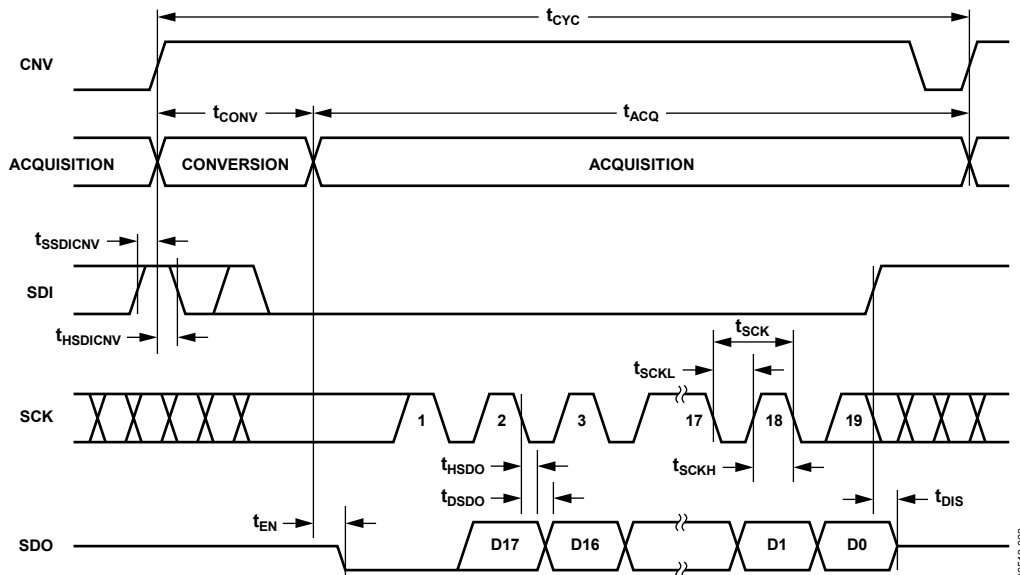 tCYC
CNV
tCONV
tACQ
ACQUISITION
CONVERSION
ACQUISITION
tSSDICNV
SDI
tHSDICNV
tSCK
tSCKL
SCK
1
2
3
17
18
19
tHSDO
tSCKH
tDSDO
tDIS
tEN
SDO
D17
D16
D1
D0